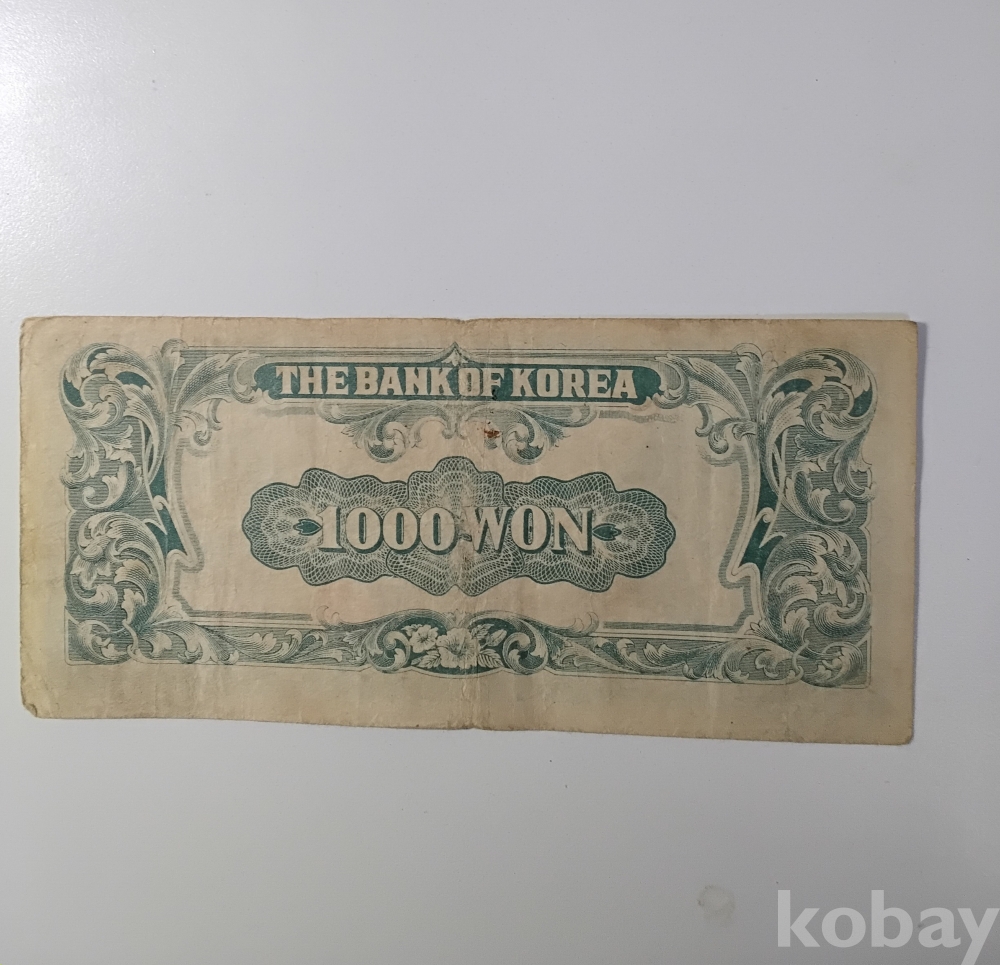 THE BANK OF KOREA
1000 WON
kobay